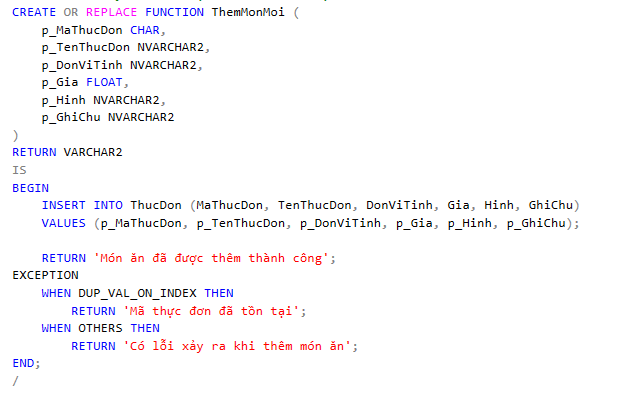 CREATE OR REPLACE FUNCTION ThemMonMoi (
    p_MaThucDon CHAR,
    p_TenThucDon NVARCHAR2,
    p_DonViTinh NVARCHAR2,
    p_Gia FLOAT,
    p_Hinh NVARCHAR2,
    p_GhiChu NVARCHAR2
)
RETURN VARCHAR2
IS
BEGIN
    INSERT INTO ThucDon (MaThucDon, TenThucDon, DonViTinh, Gia, Hinh, GhiChu)
    VALUES (p_MaThucDon, p_TenThucDon, p_DonViTinh, p_Gia, p_Hinh, p_GhiChu);
    RETURN 'Món ăn đã được thêm thành công';
EXCEPTION
    WHEN DUP_VAL_ON_INDEX THEN
        RETURN 'Mã thực đơn đã tồn tại';
    WHEN OTHERS THEN
        RETURN 'Có lỗi xảy ra khi thêm món ăn';
END;
/